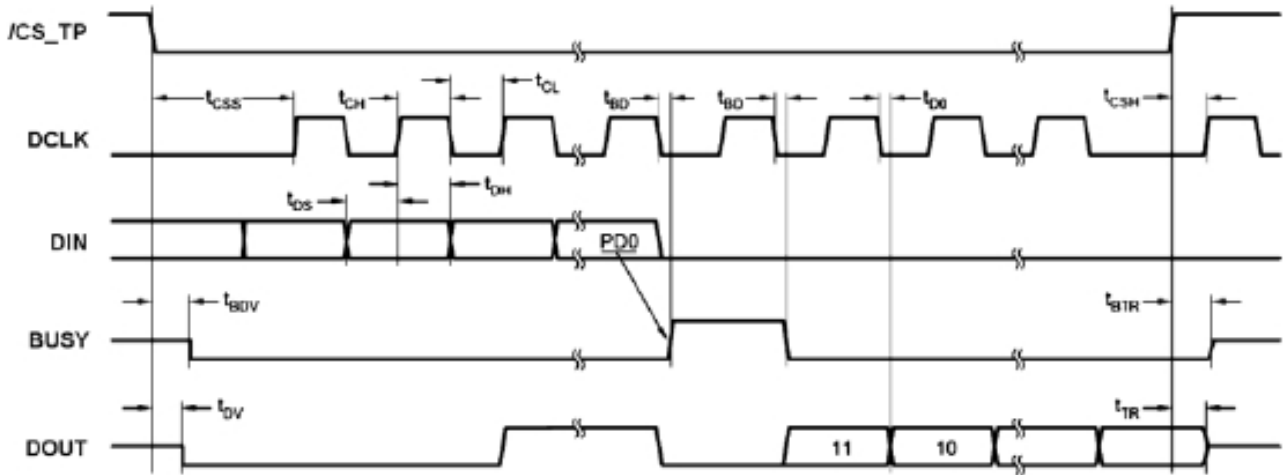 /CS_TP
tCSS tCH tCL tBD tBD tD0 tCSH
DCLK
tDS tDH
DIN PD0
tBDV tBTR
BUSY
tDV tTR
DOUT 11 10